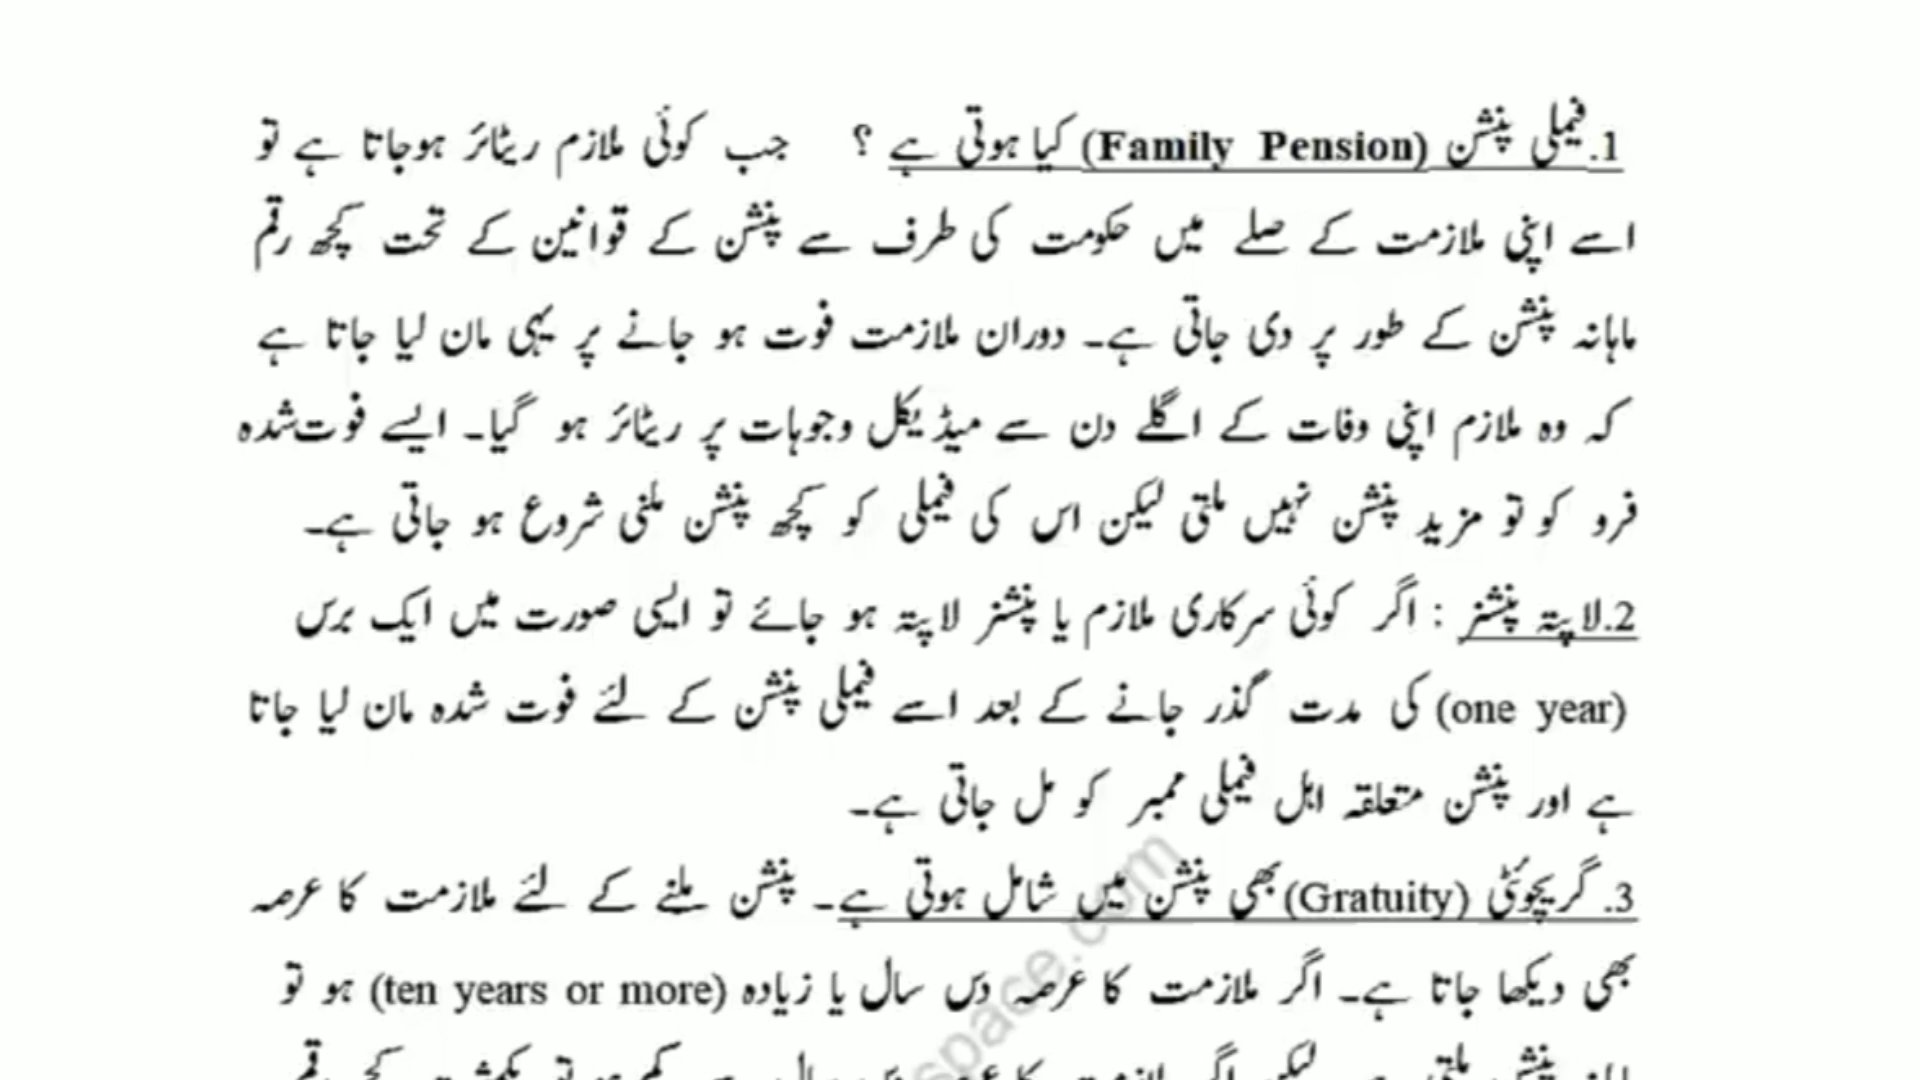 1.فیملی پنشن (Family Pension) کیا ہوتی ہے ؟ جب کوئی ملازم ریٹائر ہوجاتا ہے تو
اسے اپنی ملازمت کے صلے میں حکومت کی طرف سے پنشن کے قوانین کے تحت کچھ رقم
ماہانہ پنشن کے طور پر دی جاتی ہے۔ دوران ملازمت فوت ہو جانے پر یہی مان لیا جاتا ہے
کہ وہ ملازم اپنی وفات کے اگلے دن سے میڈیکل وجوہات پر ریٹائر ہو گیا۔ ایسے فوت شدہ
فرو کو تو مزید پنشن نہیں ملتی لیکن اس کی فیملی کو کچھ پنشن ملنی شروع ہو جاتی ہے۔
2.لاپتہ پنشنر : اگر کوئی سرکاری ملازم یا پنشنر لاپتہ ہو جائے تو ایسی صورت میں ایک برس
(one year) کی مدت گذر جانے کے بعد اسے فیملی پنشن کے لئے فوت شدہ مان لیا جاتا
ہے اور پنشن متعلقہ اہل فیملی ممبر کو مل جاتی ہے۔
3. گریچوئٹی (Gratuity) بھی پنشن میں شامل ہوتی ہے۔ پنشن ملنے کے لئے ملازمت کا عرصہ
بھی دیکھا جاتا ہے۔ اگر ملازمت کا عرصہ دس سال یا زیادہ (ten years or more) ہو تو
space.com